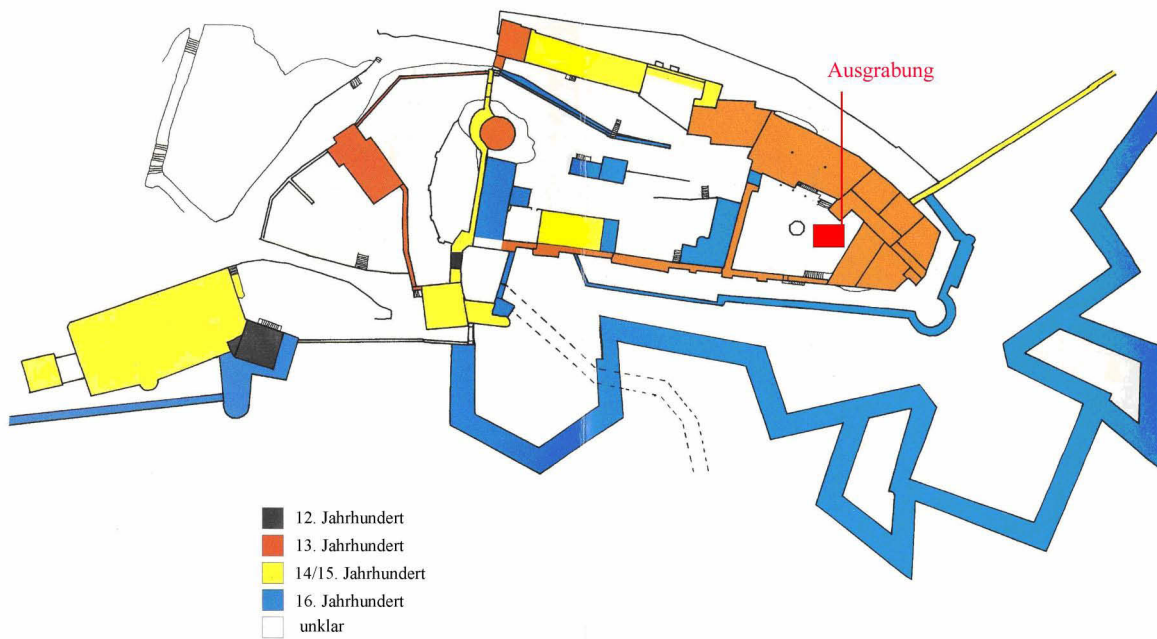 Ausgrabung
12. Jahrhundert
13. Jahrhundert
14/15. Jahrhundert
16. Jahrhundert
unklar